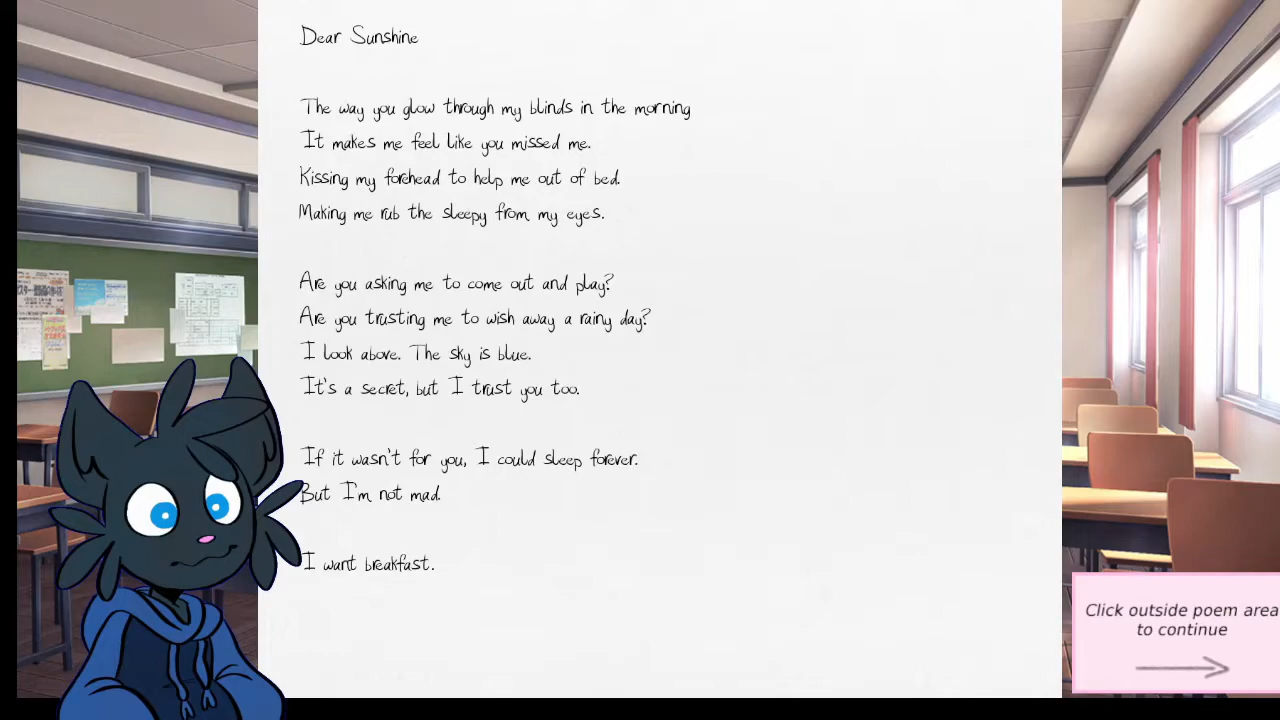 Dear Sunshine
The way you glow through my blinds in the morning
It makes me feel like you missed me.
Kissing my forehead to help me out of bed.
Making me rub the sleepy from my eyes.
Are you asking me to come out and play?
Are you trusting me to wish away a rainy day?
I look above. The sky is blue.
It's a secret, but I trust you too.
If it wasn't for you, I could sleep forever.
But I'm not mad.
I want breakfast.
Click outside poem area
to continue